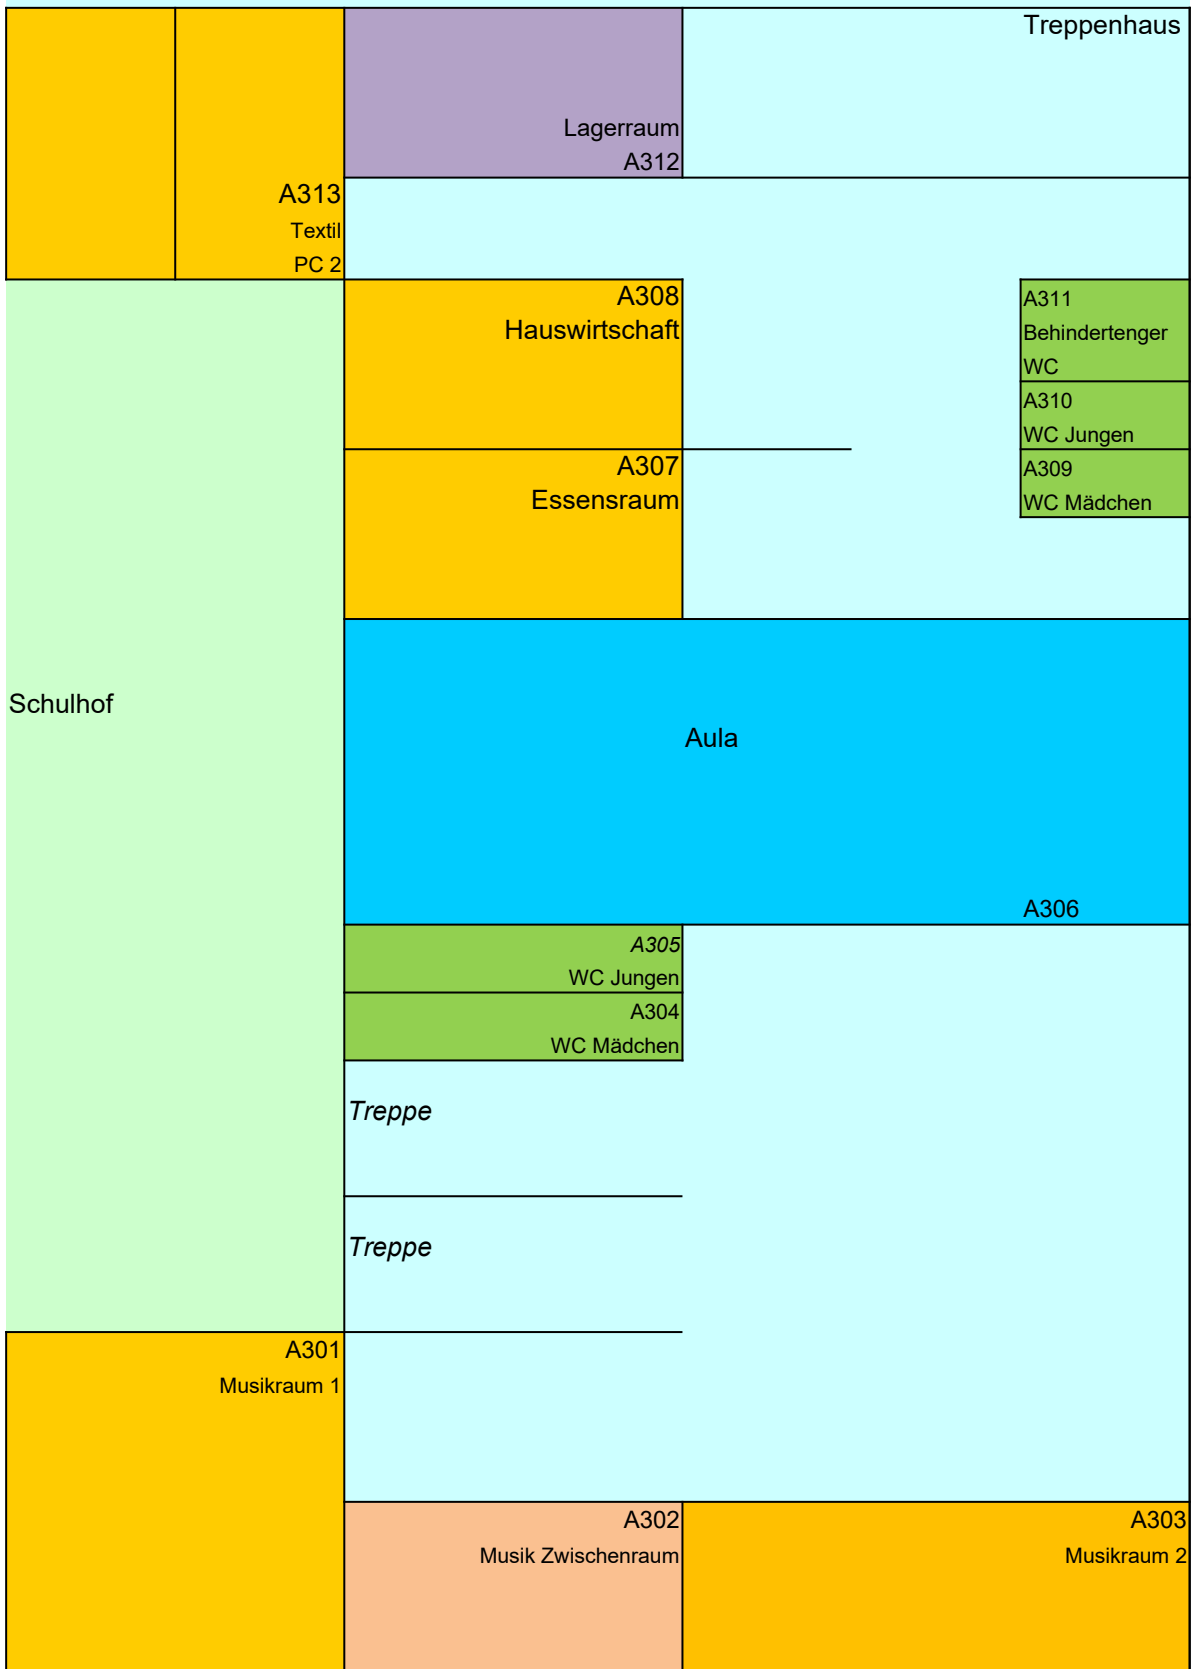 Treppenhaus
Lagerraum
A312
A313
Textil
PC 2
A308
Hauswirtschaft
A311
Behindertenger
WC
A310
WC Jungen
A307
Essensraum
A309
WC Mädchen
Schulhof
Aula
A306
A305
WC Jungen
A304
WC Mädchen
Treppe
Treppe
A301
Musikraum 1
A302
Musik Zwischenraum
A303
Musikraum 2